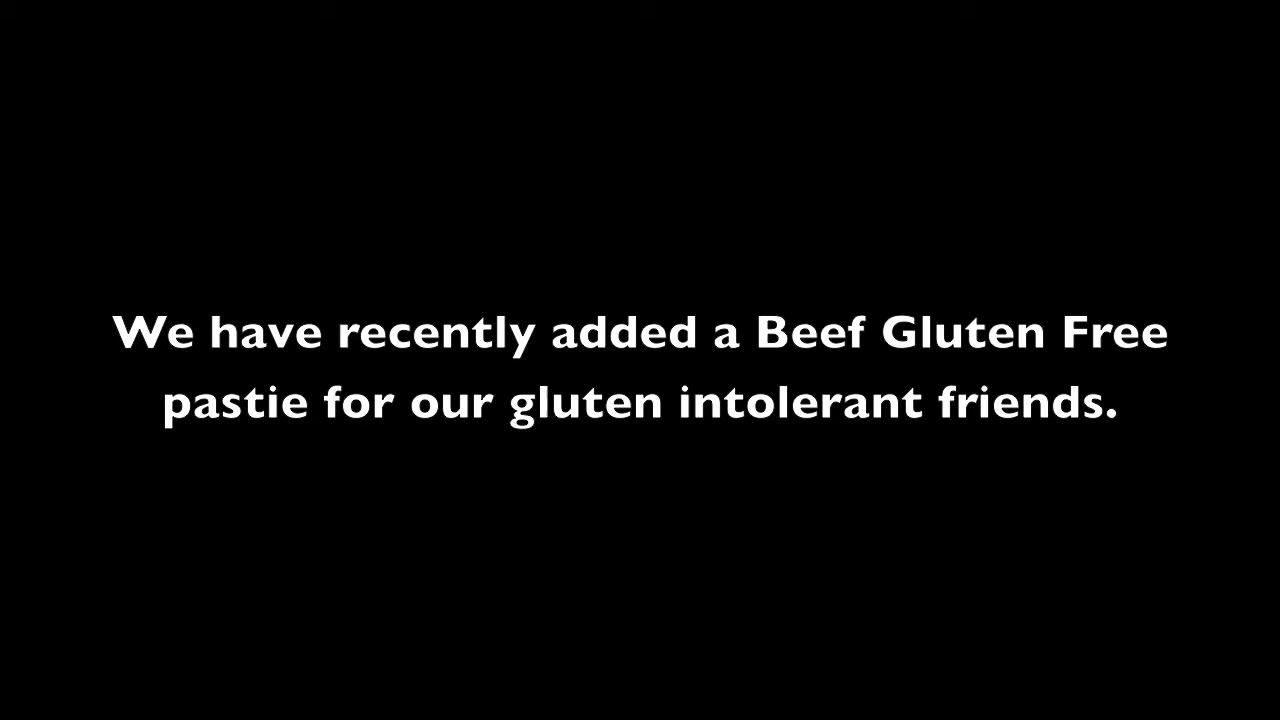 We have recently added a Beef Gluten Free
pastie for our gluten intolerant friends.